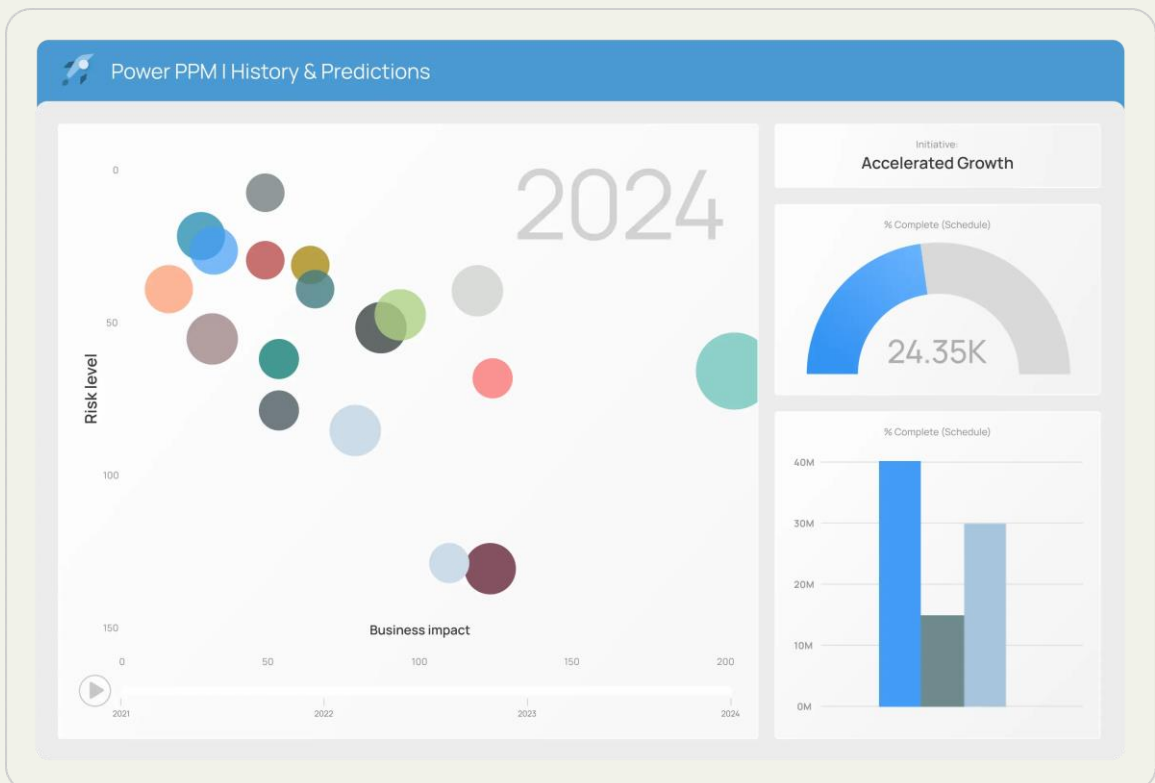 Power PPM | History & Predictions
2024
0
50
100
150
Risk level
Business impact
0 50 100 150 200
2021 2022 2023 2024
Initiative:
Accelerated Growth
% Complete (Schedule)
24.35K
% Complete (Schedule)
40M
30M
20M
10M
0M